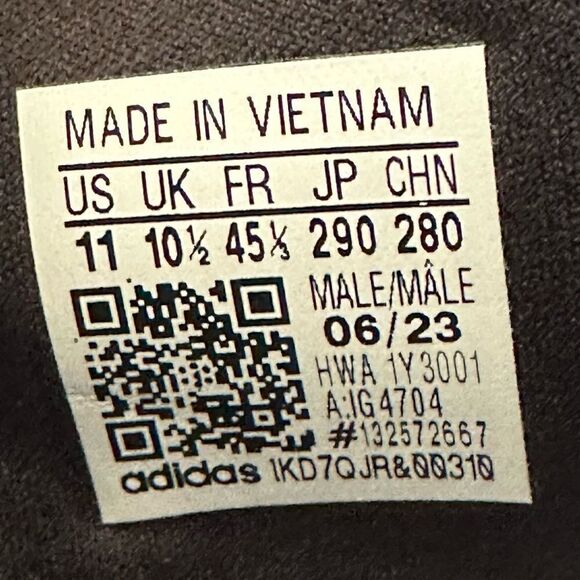 MADE IN VIETNAM
US UK FR JP CHN
11 10½ 45⅓ 290 280
MALE/MÂLE
06/23
HWA 1Y3001
A:IG4704
#132572667
adidas 1KD7QJR&00310